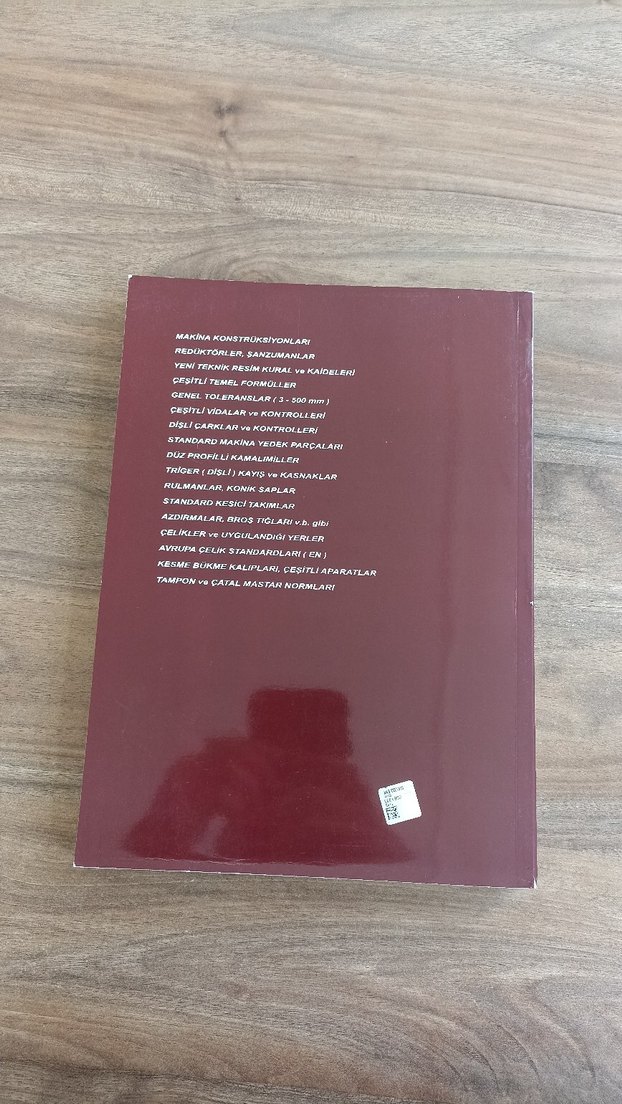 MAKİNA KONSTRÜKSİYONLARI
REDÜKTÖRLER, ŞANZUMANLAR
YENİ TEKNİK RESİM KURAL ve KAİDELERİ
ÇEŞİTLİ TEMEL FORMÜLLER
GENEL TOLERANSLAR ( 3 - 500 mm )
ÇEŞİTLİ VİDALAR ve KONTROLLERİ
DİŞLİ ÇARKLAR ve KONTROLLERİ
STANDARD MAKİNA YEDEK PARÇALARI
DÜZ PROFİLLİ KAMALIMİLLER
TRİGER ( DİŞLİ ) KAYIŞ ve KASNAKLAR
RULMANLAR, KONİK SAPLAR
STANDARD KESİCİ TAKIMLAR
AZDIRMALAR, BROŞ TIĞLARI v.b. gibi
ÇELİKLER ve UYGULANDIĞI YERLER
AVRUPA ÇELİK STANDARDLARI ( EN )
KESME BÜKME KALIPLARI, ÇEŞİTLİ APARATLAR
TAMPON ve ÇATAL MASTAR NORMLARI